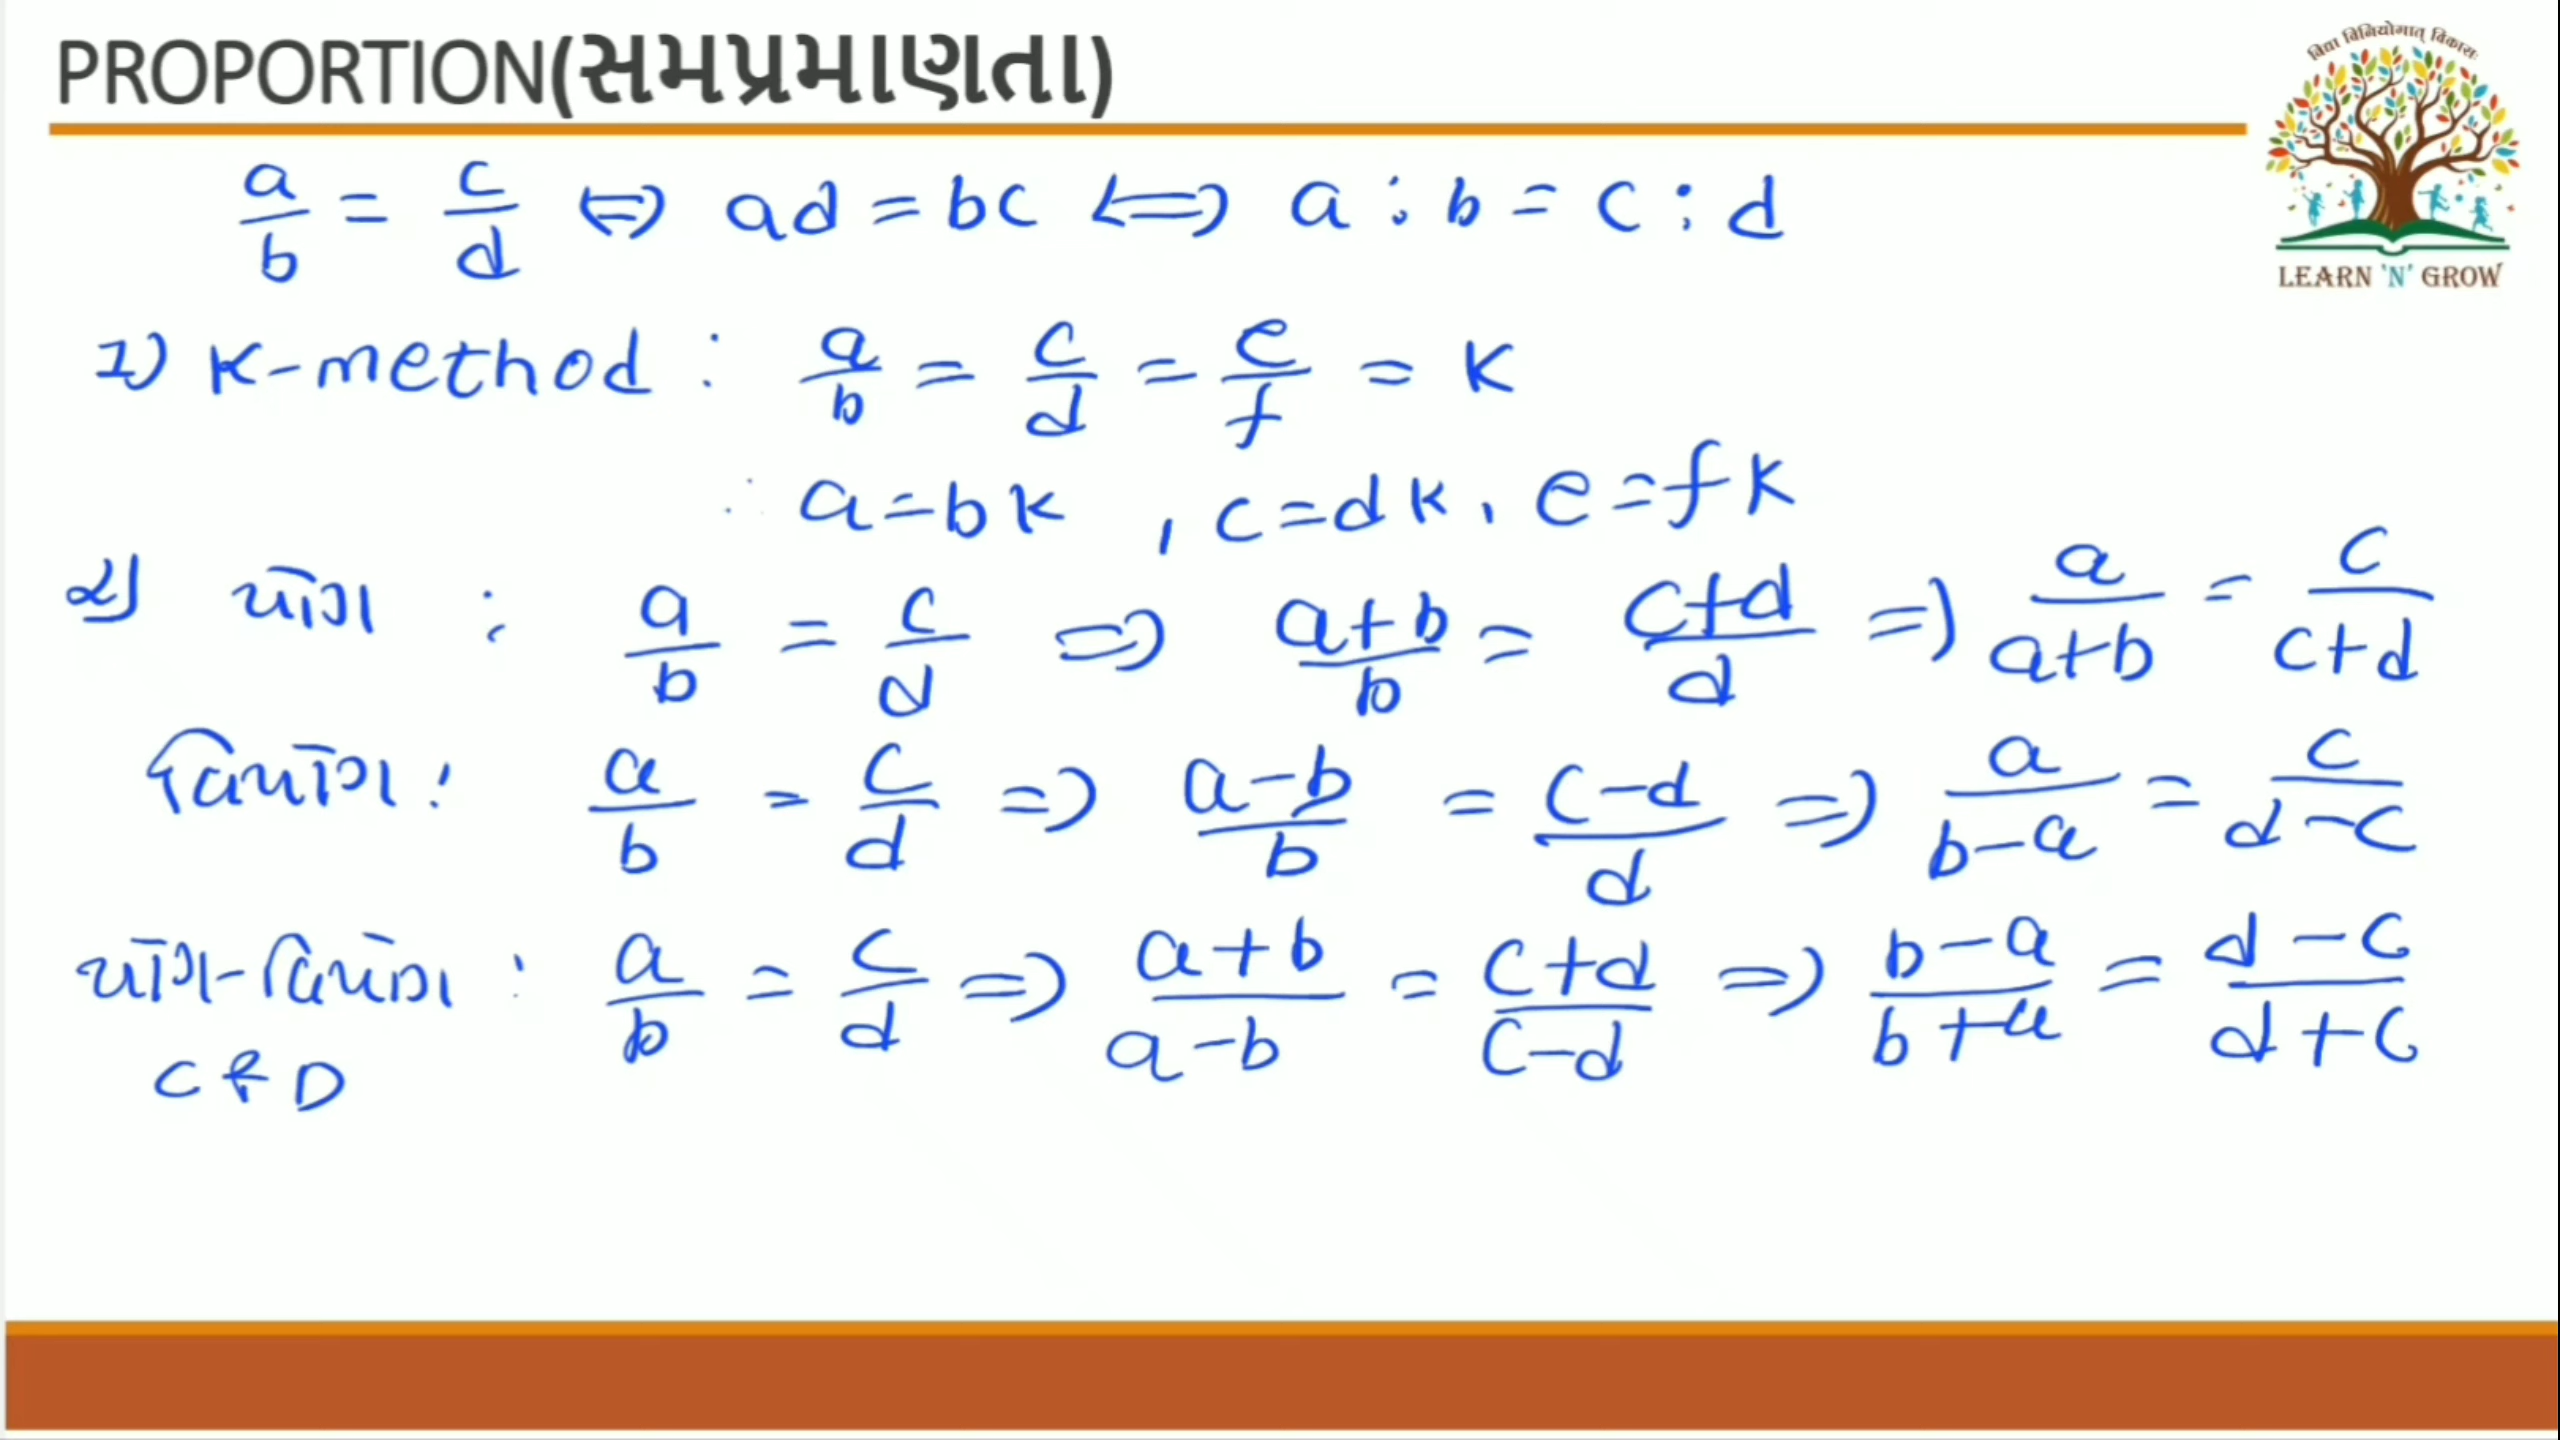 PROPORTION(સમપ્રમાણતા)
विद्या विनियोगात् विकासः
LEARN 'N' GROW
a/b = c/d ⇔ ad = bc ⇔ a : b = c : d
1) K-method : a/b = c/d = e/f = K
∴ a=bK , c=dK, e=fK
2) યોગ : a/b = c/d ⇒ (a+b)/b = (c+d)/d ⇒ a/(a+b) = c/(c+d)
વિયોગ : a/b = c/d ⇒ (a-b)/b = (c-d)/d ⇒ a/(b-a) = c/(d-c)
યોગ-વિયોગ : a/b = c/d ⇒ (a+b)/(a-b) = (c+d)/(c-d) ⇒ (b-a)/(b+a) = (d-c)/(d+c)
C & D